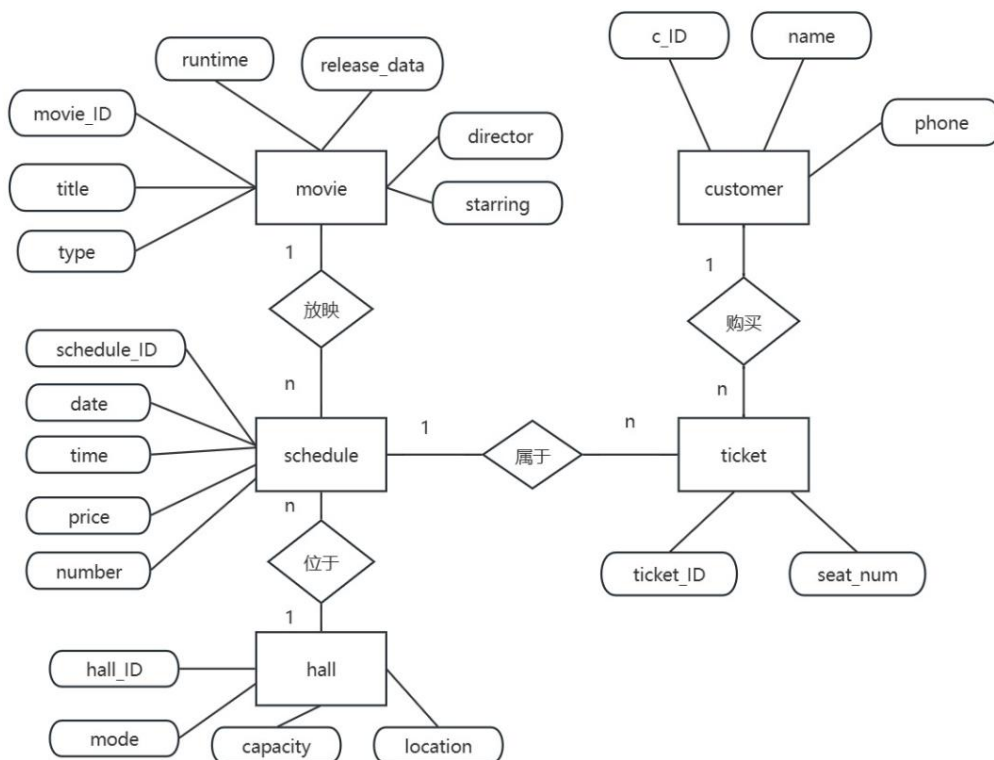 c_ID
name
runtime
release_data
movie_ID
phone
director
title
movie
customer
starring
type
1
1
放映
购买
schedule_ID
n
n
date
1
n
time
schedule
属于
ticket
price
n
位于
number
ticket_ID
seat_num
1
hall_ID
hall
mode
capacity
location